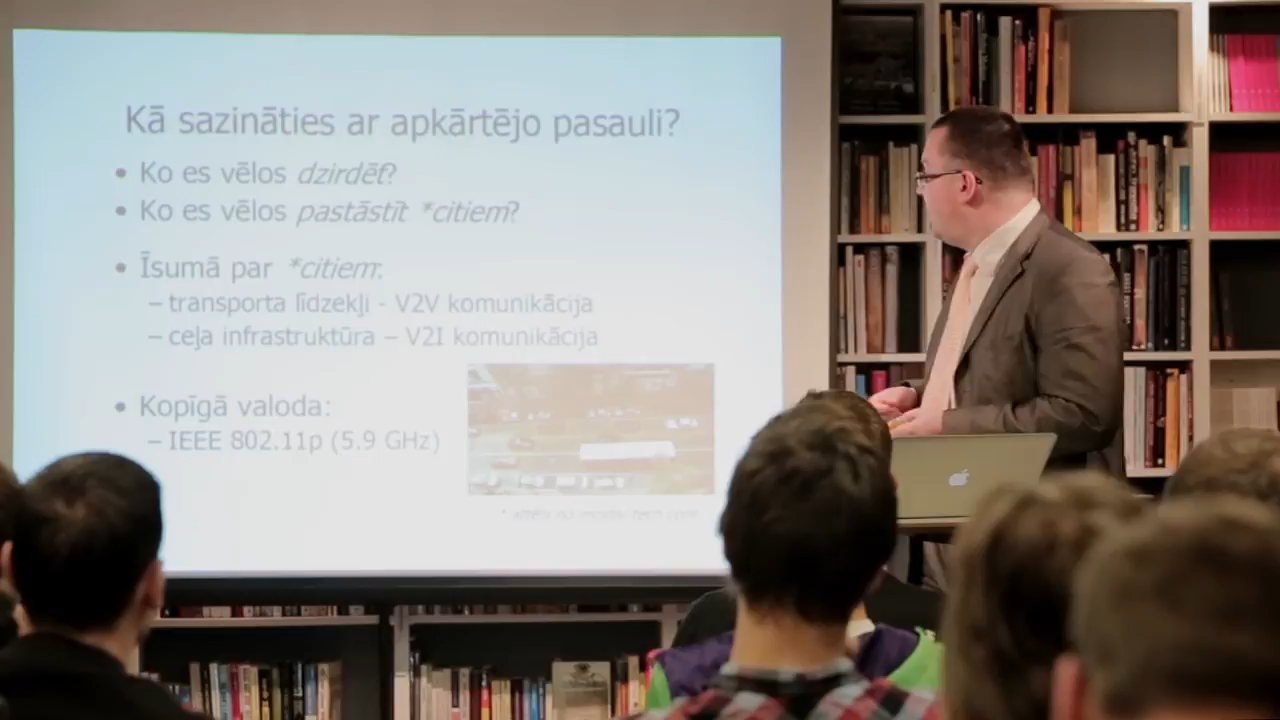 Kā sazināties ar apkārtējo pasauli?
• Ko es vēlos dzirdēt?
• Ko es vēlos pastāstīt *citiem?
• Īsumā par *citiem:
– transporta līdzekļi - V2V komunikācija
– ceļa infrastruktūra – V2I komunikācija
• Kopīgā valoda:
– IEEE 802.11p (5.9 GHz)